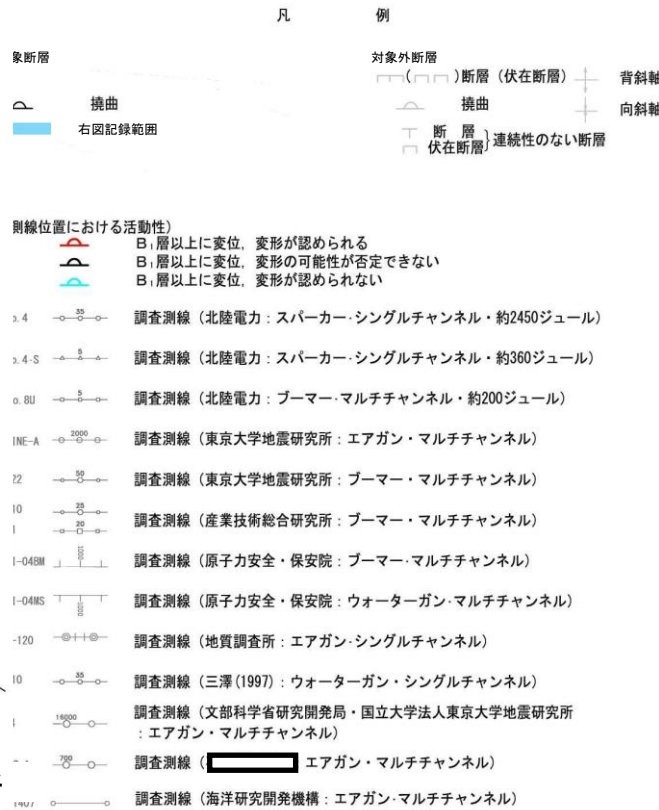 凡 例
象断層
対象外断層
断層（伏在断層）
背斜軸
撓曲
撓曲
向斜軸
右図記録範囲
断 層
伏在断層
連続性のない断層
測線位置における活動性)
B₁層以上に変位，変形が認められる
B₁層以上に変位，変形の可能性が否定できない
B₁層以上に変位，変形が認められない
35 調査測線（北陸電力：スパーカー・シングルチャンネル・約2450ジュール）
4-S 5 調査測線（北陸電力：スパーカー・シングルチャンネル・約360ジュール）
8U 5 調査測線（北陸電力：ブーマー・マルチチャンネル・約200ジュール）
INE-A 2000 調査測線（東京大学地震研究所：エアガン・マルチチャンネル）
22 50 調査測線（東京大学地震研究所：ブーマー・マルチチャンネル）
10 25
20 調査測線（産業技術総合研究所：ブーマー・マルチチャンネル）
-04BM 1000 調査測線（原子力安全・保安院：ブーマー・マルチチャンネル）
-04MS 1000 調査測線（原子力安全・保安院：ウォーターガン・マルチチャンネル）
-120 調査測線（地質調査所：エアガン・シングルチャンネル）
10 35 調査測線（三澤(1997)：ウォーターガン・シングルチャンネル）
16000 調査測線（文部科学省研究開発局・国立大学法人東京大学地震研究所
：エアガン・マルチチャンネル）
700 調査測線（ エアガン・マルチチャンネル）
調査測線（海洋研究開発機構：エアガン・マルチチャンネル）